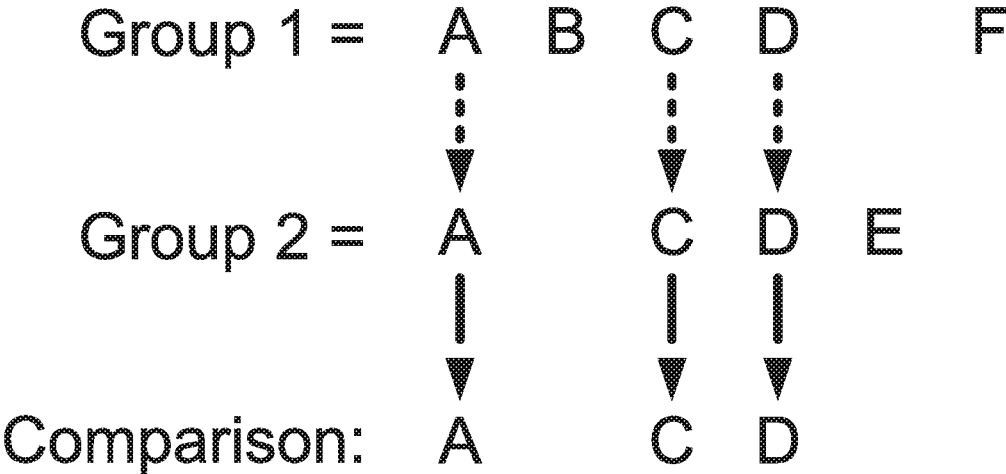 Group 1 = A B C D F
Group 2 = A C D E
Comparison: A C D